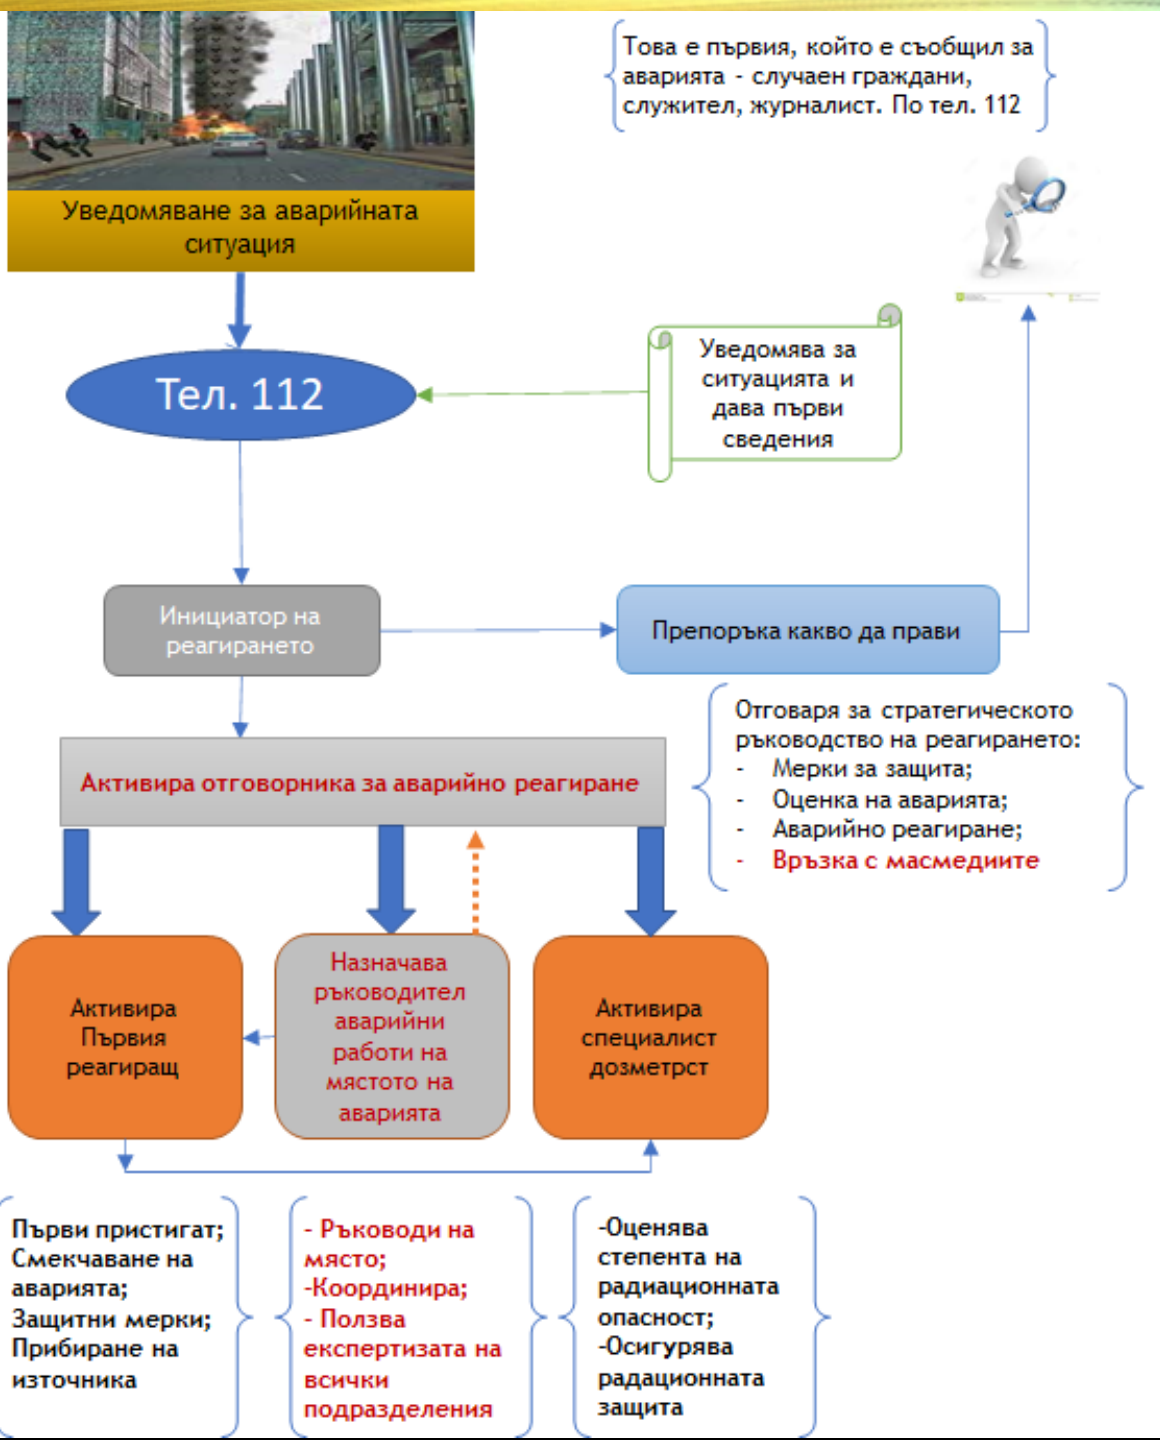 Това е първия, който е съобщил за
аварията - случаен граждани,
служител, журналист. По тел. 112
Уведомяване за аварийната
ситуация
Тел. 112
Уведомява за
ситуацията и
дава първи
сведения
Инициатор на
реагирането
Препоръка какво да прави
Активира отговорника за аварийно реагиране
Отговаря за стратегическото
ръководство на реагирането:
- Мерки за защита;
- Оценка на аварията;
- Аварийно реагиране;
- Връзка с масмедиите
Активира
Първия
реагиращ
Назначава
ръководител
аварийни
работи на
мястото на
аварията
Активира
специалист
дозметрст
Първи пристигат;
Смекчаване на
аварията;
Защитни мерки;
Прибиране на
източника
- Ръководи на
място;
-Координира;
- Ползва
експертизата на
всички
подразделения
-Оценява
степента на
радиационната
опасност;
-Осигурява
радационната
защита